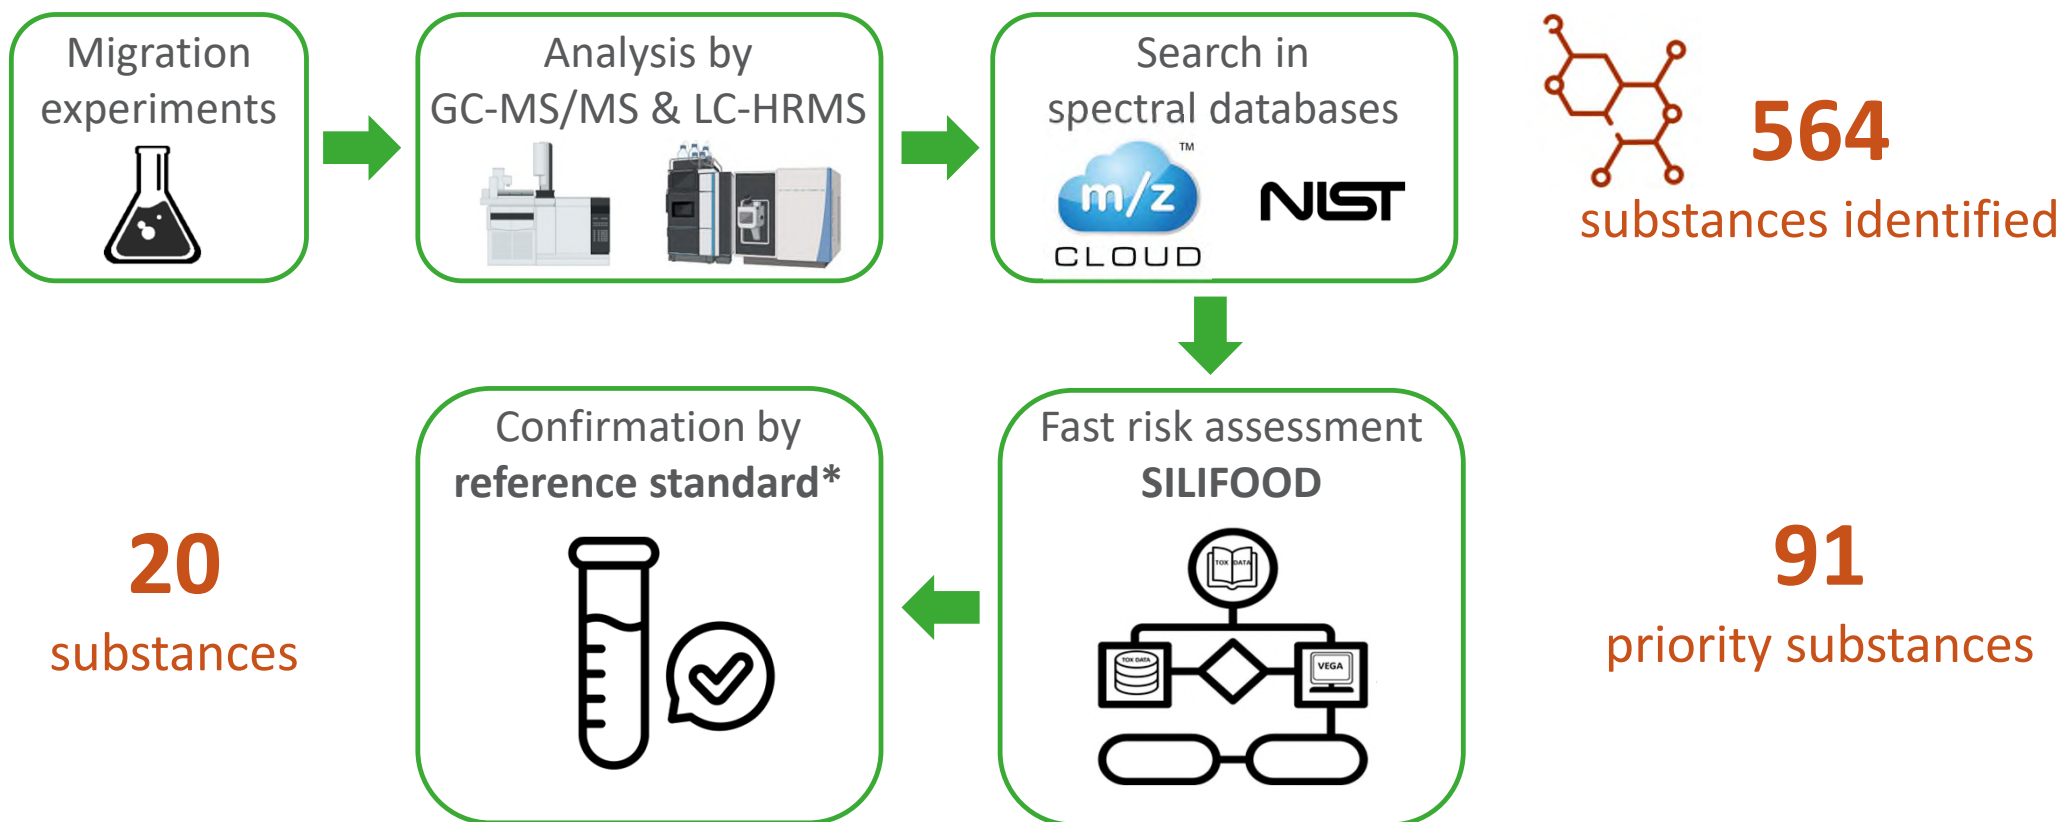 Migration
experiments
Analysis by
GC-MS/MS & LC-HRMS
Search in
spectral databases
m/z
TM
CLOUD
NIST
564
substances identified
Confirmation by
reference standard*
Fast risk assessment
SILIFOOD
TOX DATA
TOX DATA
VEGA
20
substances
91
priority substances